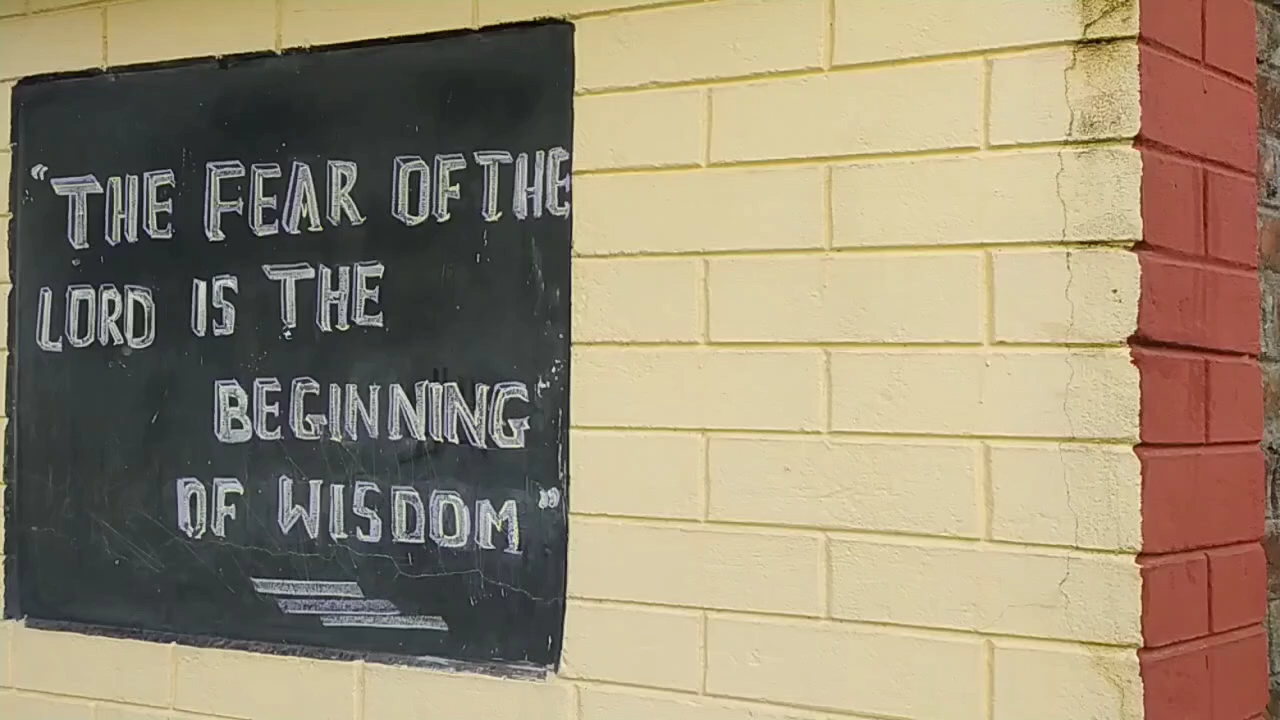 “THE FEAR OF THE
LORD IS THE
BEGINNING
OF WISDOM”